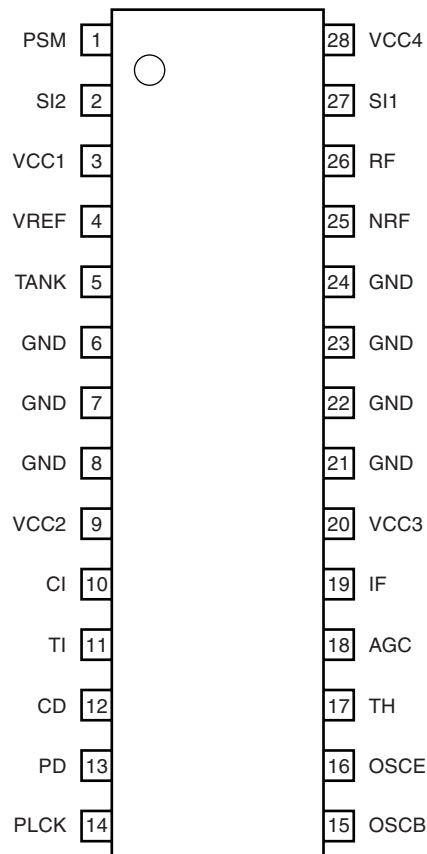 PSM 1 28 VCC4
SI2 2 27 SI1
VCC1 3 26 RF
VREF 4 25 NRF
TANK 5 24 GND
GND 6 23 GND
GND 7 22 GND
GND 8 21 GND
VCC2 9 20 VCC3
CI 10 19 IF
TI 11 18 AGC
CD 12 17 TH
PD 13 16 OSCE
PLCK 14 15 OSCB